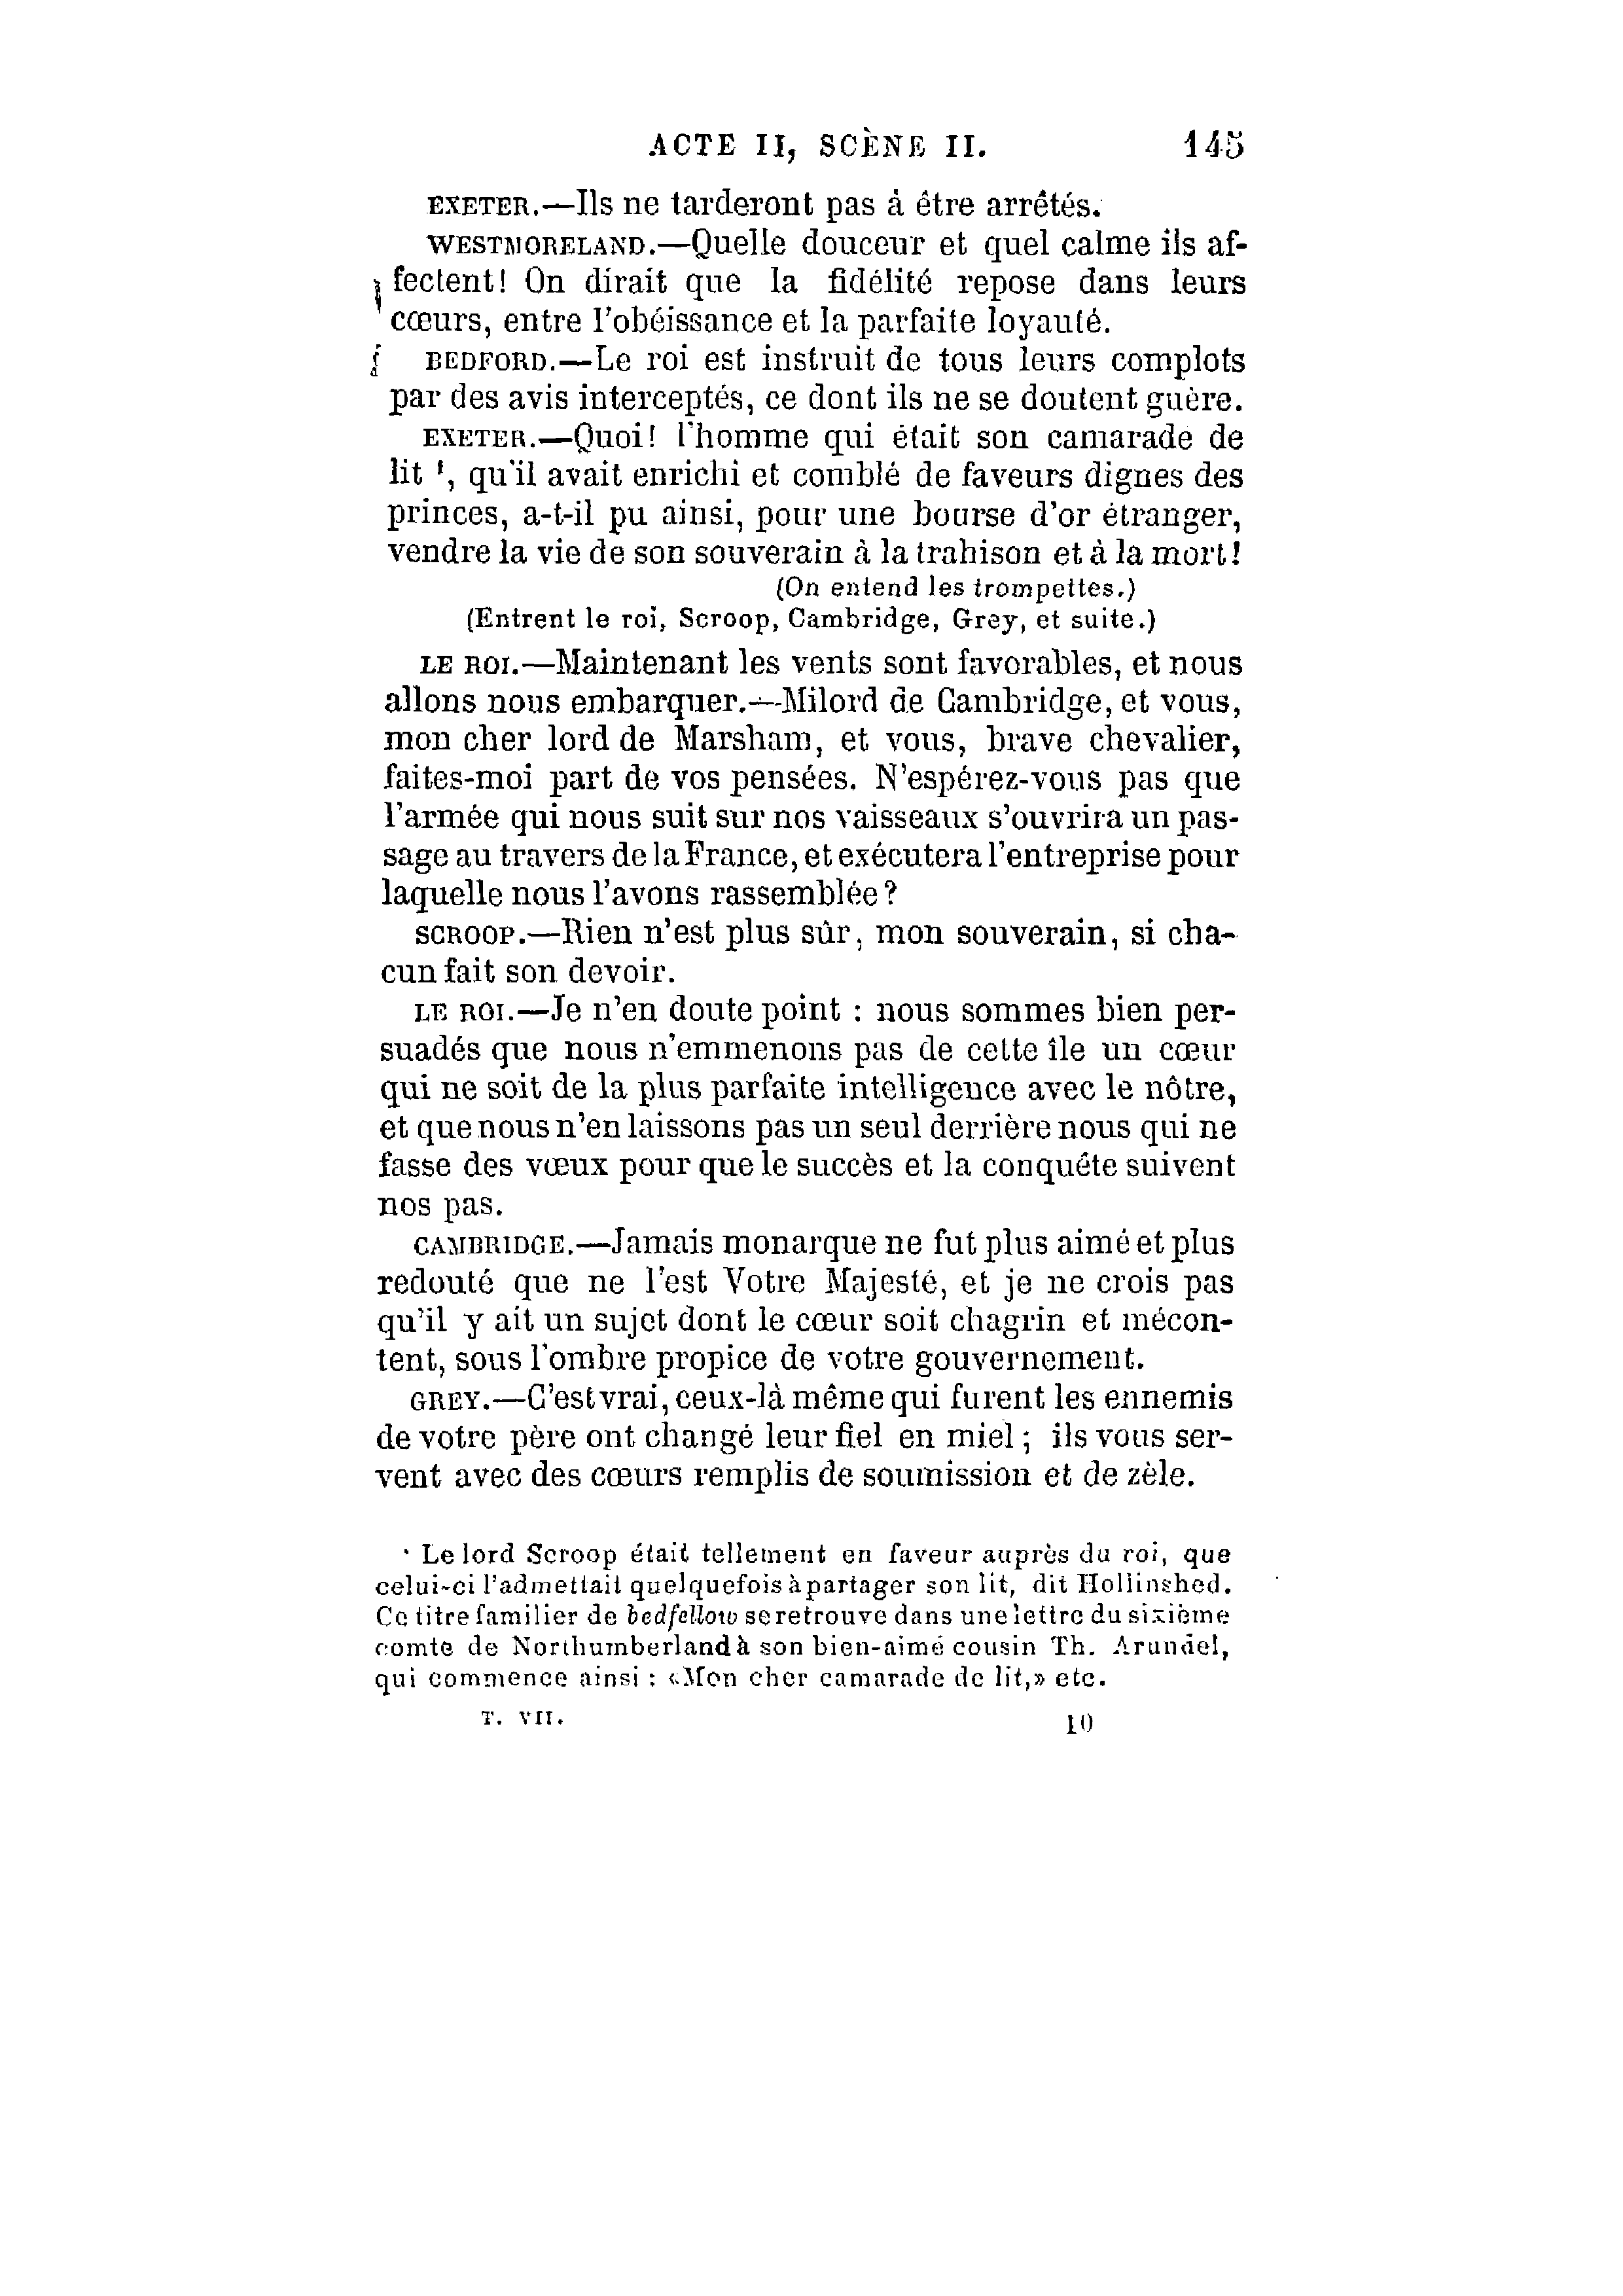 ACTE II, SCÈNE II. 145
EXETER.—Ils ne tarderont pas à être arrêtés.
WESTMORELAND.—Quelle douceur et quel calme ils af-
fectent! On dirait que la fidélité repose dans leurs
cœurs, entre l'obéissance et la parfaite loyauté.
BEDFORD.—Le roi est instruit de tous leurs complots
par des avis interceptés, ce dont ils ne se doutent guère.
EXETER.—Quoi! l'homme qui était son camarade de
lit ¹, qu'il avait enrichi et comblé de faveurs dignes des
princes, a-t-il pu ainsi, pour une bourse d'or étranger,
vendre la vie de son souverain à la trahison et à la mort!
(On entend les trompettes.)
(Entrent le roi, Scroop, Cambridge, Grey, et suite.)
LE ROI.—Maintenant les vents sont favorables, et nous
allons nous embarquer.—Milord de Cambridge, et vous,
mon cher lord de Marsham, et vous, brave chevalier,
faites-moi part de vos pensées. N'espérez-vous pas que
l'armée qui nous suit sur nos vaisseaux s'ouvrira un pas-
sage au travers de la France, et exécutera l'entreprise pour
laquelle nous l'avons rassemblée?
SCROOP.—Rien n'est plus sûr, mon souverain, si cha-
cun fait son devoir.
LE ROI.—Je n'en doute point : nous sommes bien per-
suadés que nous n'emmenons pas de cette île un cœur
qui ne soit de la plus parfaite intelligence avec le nôtre,
et que nous n'en laissons pas un seul derrière nous qui ne
fasse des vœux pour que le succès et la conquête suivent
nos pas.
CAMBRIDGE.—Jamais monarque ne fut plus aimé et plus
redouté que ne l'est Votre Majesté, et je ne crois pas
qu'il y ait un sujet dont le cœur soit chagrin et mécon-
tent, sous l'ombre propice de votre gouvernement.
GREY.—C'est vrai, ceux-là même qui furent les ennemis
de votre père ont changé leur fiel en miel ; ils vous ser-
vent avec des cœurs remplis de soumission et de zèle.
¹ Le lord Scroop était tellement en faveur auprès du roi, que
celui-ci l'admettait quelquefois à partager son lit, dit Hollinshed.
Ce titre familier de bedfellow se retrouve dans une lettre du sixième
comte de Northumberland à son bien-aimé cousin Th. Arundel,
qui commence ainsi : «Mon cher camarade de lit,» etc.
T. VII. 10